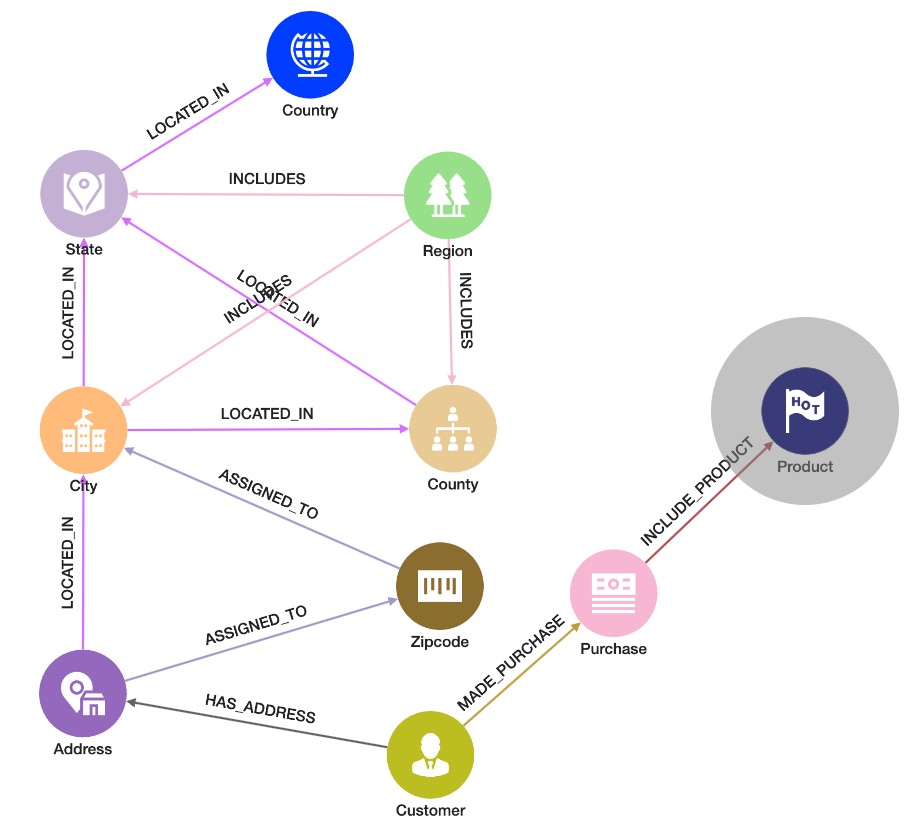 Country
LOCATED_IN
INCLUDES
State
Region
LOCATED_IN
LOCATED_IN
INCLUDES
INCLUDES
LOCATED_IN
City
County
HOT
Product
INCLUDE_PRODUCT
ASSIGNED_TO
LOCATED_IN
Zipcode
ASSIGNED_TO
Purchase
MADE_PURCHASE
HAS_ADDRESS
Address
Customer